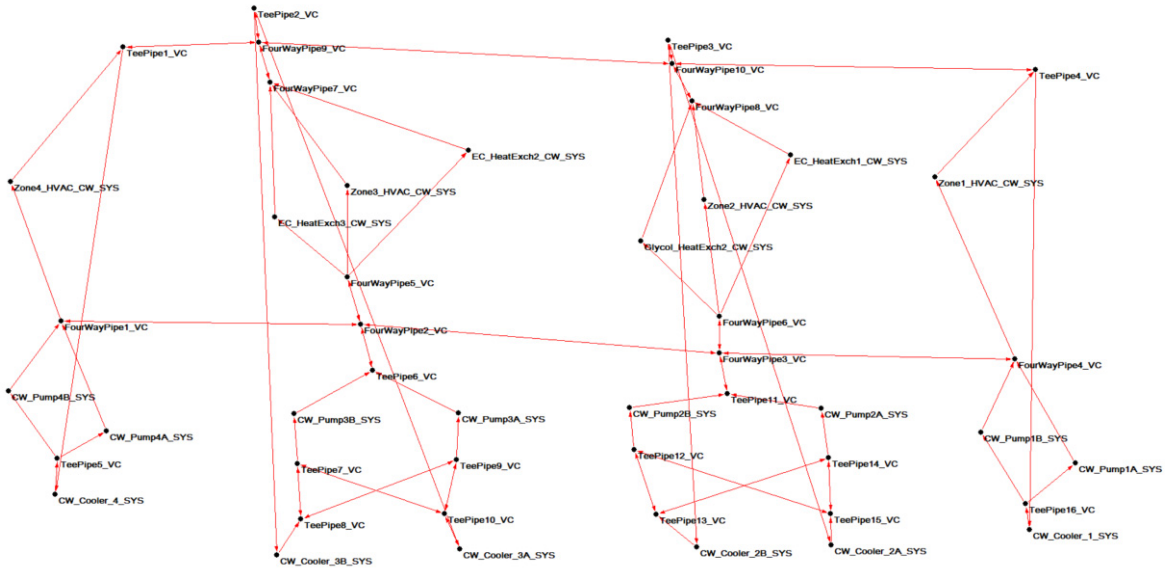 TeePipe2_VC
TeePipe1_VC
FourWayPipe9_VC
TeePipe3_VC
FourWayPipe10_VC
TeePipe4_VC
FourWayPipe7_VC
FourWayPipe8_VC
EC_HeatExch2_CW_SYS
EC_HeatExch1_CW_SYS
Zone4_HVAC_CW_SYS
Zone3_HVAC_CW_SYS
Zone2_HVAC_CW_SYS
Zone1_HVAC_CW_SYS
EC_HeatExch3_CW_SYS
Glycol_HeatExch2_CW_SYS
FourWayPipe5_VC
FourWayPipe1_VC
FourWayPipe2_VC
FourWayPipe6_VC
FourWayPipe3_VC
FourWayPipe4_VC
TeePipe6_VC
CW_Pump4B_SYS
TeePipe11_VC
CW_Pump3B_SYS
CW_Pump3A_SYS
CW_Pump2B_SYS
CW_Pump2A_SYS
CW_Pump4A_SYS
CW_Pump1B_SYS
TeePipe5_VC
TeePipe7_VC
TeePipe9_VC
TeePipe12_VC
TeePipe14_VC
CW_Pump1A_SYS
CW_Cooler_4_SYS
TeePipe8_VC
TeePipe10_VC
TeePipe13_VC
TeePipe15_VC
TeePipe16_VC
CW_Cooler_3B_SYS
CW_Cooler_3A_SYS
CW_Cooler_2B_SYS
CW_Cooler_2A_SYS
CW_Cooler_1_SYS